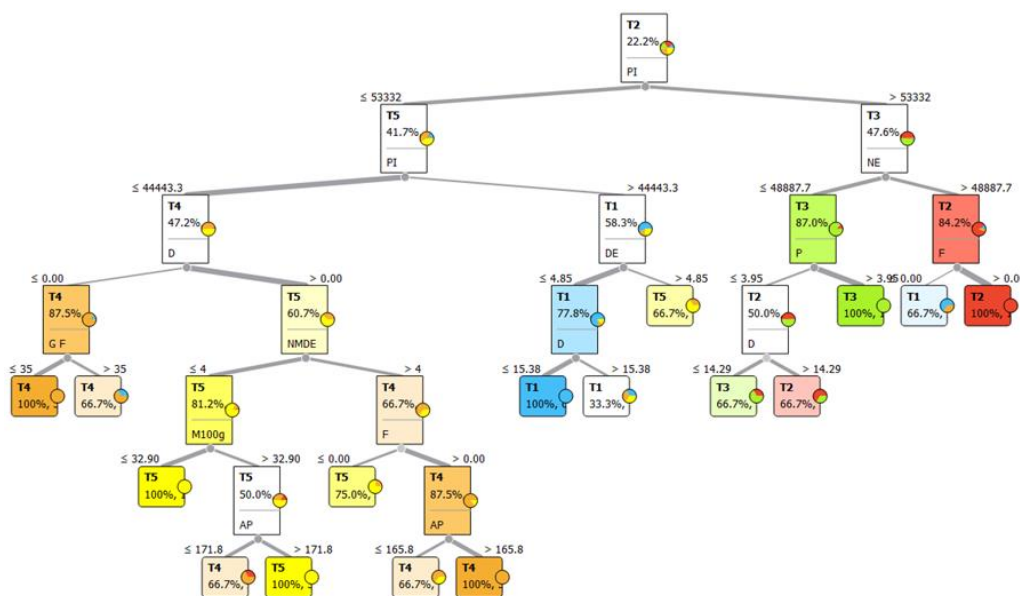 T2
22.2%,
PI
≤ 53332
> 53332
T5
41.7%,
PI
T3
47.6%
NE
≤ 44443.3
> 44443.3
≤ 48887.7
> 48887.7
T4
47.2%
D
T1
58.3%
DE
T3
87.0%
P
T2
84.2%
F
≤ 0.00
> 0.00
≤ 4.85
> 4.85
≤ 3.95
> 3.95
≤ 0.00
> 0.0
T4
87.5%
G F
T5
60.7%
NMDE
T1
77.8%
D
T5
66.7%,
T2
50.0%
D
T3
100%,
T1
66.7%,
T2
100%,
≤ 35
> 35
≤ 4
> 4
≤ 15.38
> 15.38
≤ 14.29
> 14.29
T4
100%,
T4
66.7%,
T5
81.2%
M100g
T4
66.7%
F
T1
100%,
T1
33.3%,
T3
66.7%,
T2
66.7%,
≤ 32.90
> 32.90
≤ 0.00
> 0.00
T5
100%,
T5
50.0%
AP
T5
75.0%,
T4
87.5%
AP
≤ 171.8
> 171.8
≤ 165.8
> 165.8
T4
66.7%,
T5
100%,
T4
66.7%,
T4
100%,